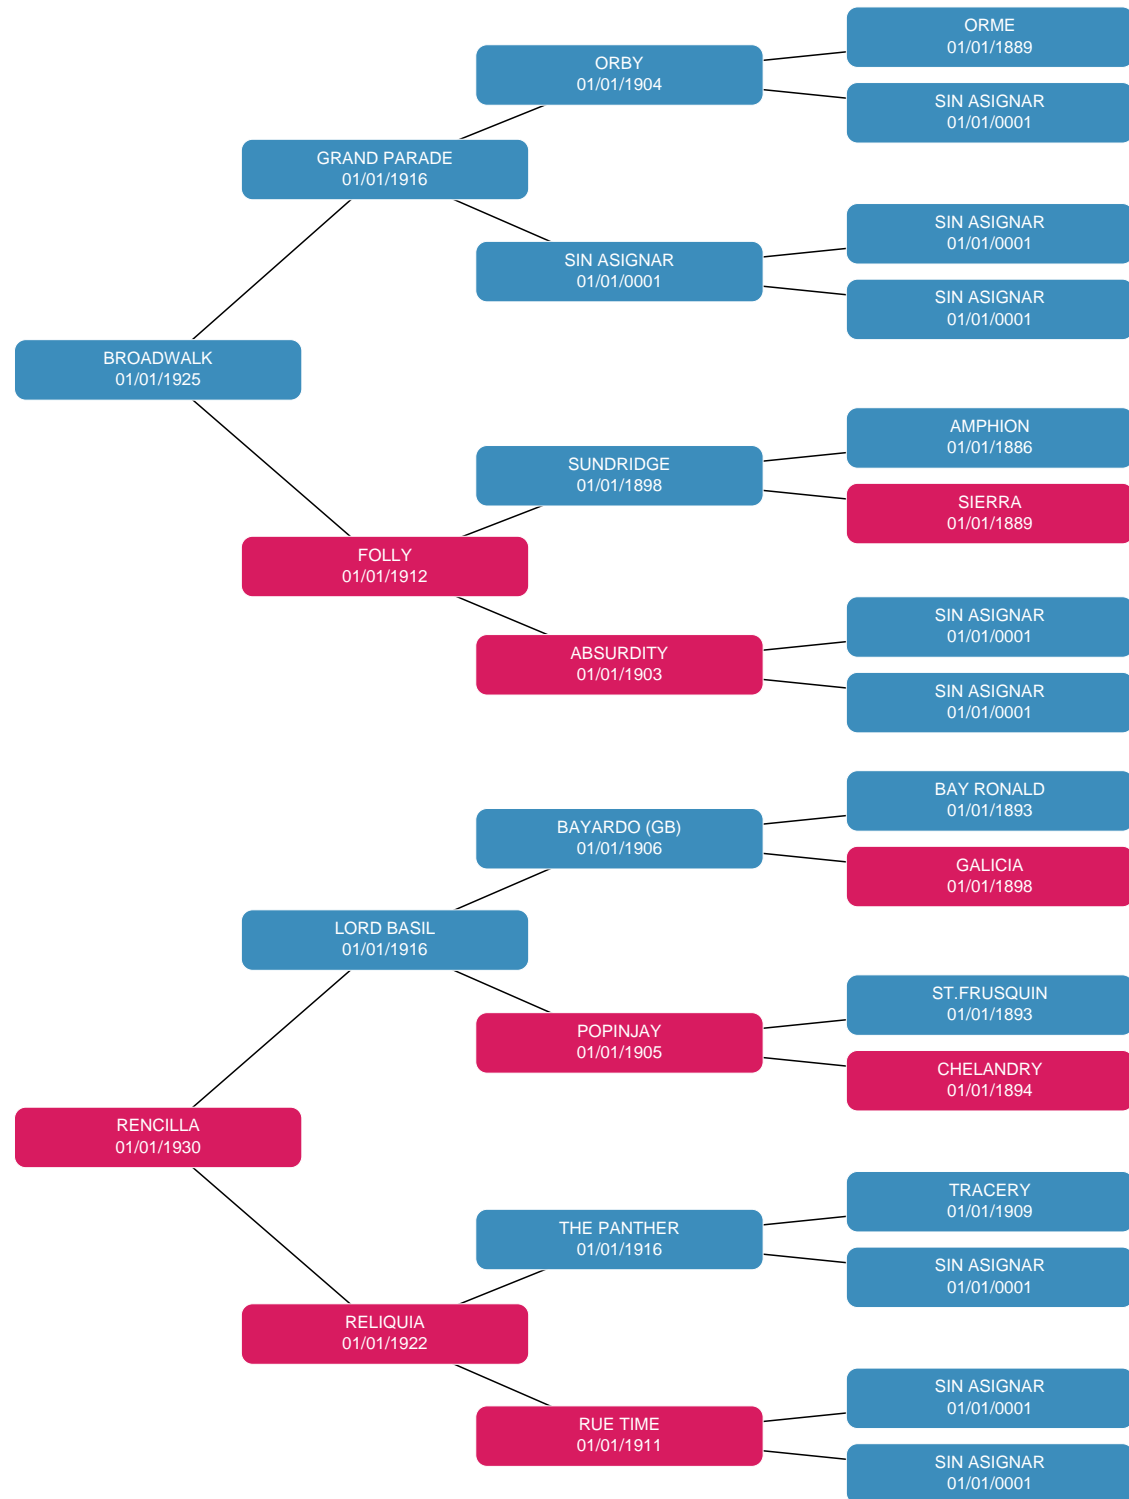 ORME
01/01/1889
ORBY
01/01/1904
SIN ASIGNAR
01/01/0001
GRAND PARADE
01/01/1916
SIN ASIGNAR
01/01/0001
SIN ASIGNAR
01/01/0001
SIN ASIGNAR
01/01/0001
BROADWALK
01/01/1925
AMPHION
01/01/1886
SUNDRIDGE
01/01/1898
SIERRA
01/01/1889
FOLLY
01/01/1912
SIN ASIGNAR
01/01/0001
ABSURDITY
01/01/1903
SIN ASIGNAR
01/01/0001
BAY RONALD
01/01/1893
BAYARDO (GB)
01/01/1906
GALICIA
01/01/1898
LORD BASIL
01/01/1916
ST.FRUSQUIN
01/01/1893
POPINJAY
01/01/1905
CHELANDRY
01/01/1894
RENCILLA
01/01/1930
TRACERY
01/01/1909
THE PANTHER
01/01/1916
SIN ASIGNAR
01/01/0001
RELIQUIA
01/01/1922
SIN ASIGNAR
01/01/0001
RUE TIME
01/01/1911
SIN ASIGNAR
01/01/0001